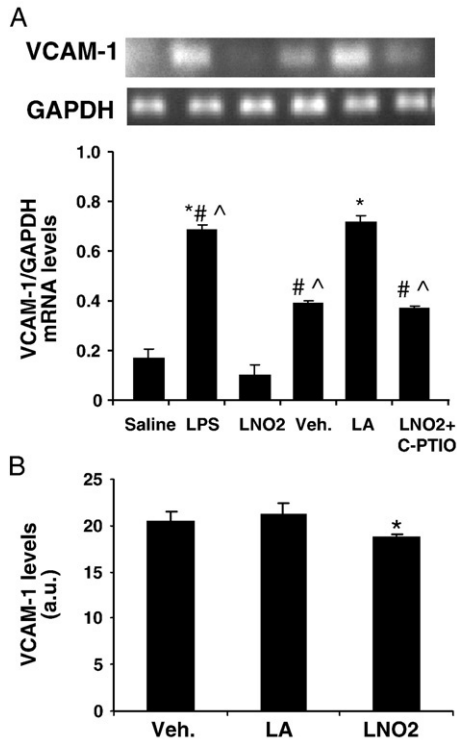 A
VCAM-1
GAPDH
VCAM-1/GAPDH
mRNA levels
1.0
0.8
0.6
0.4
0.2
0
*# ^
# ^
*
# ^
Saline LPS LNO2 Veh. LA LNO2+
C-PTIO
B
VCAM-1 levels
(a.u.)
25
20
15
10
5
0
*
Veh. LA LNO2